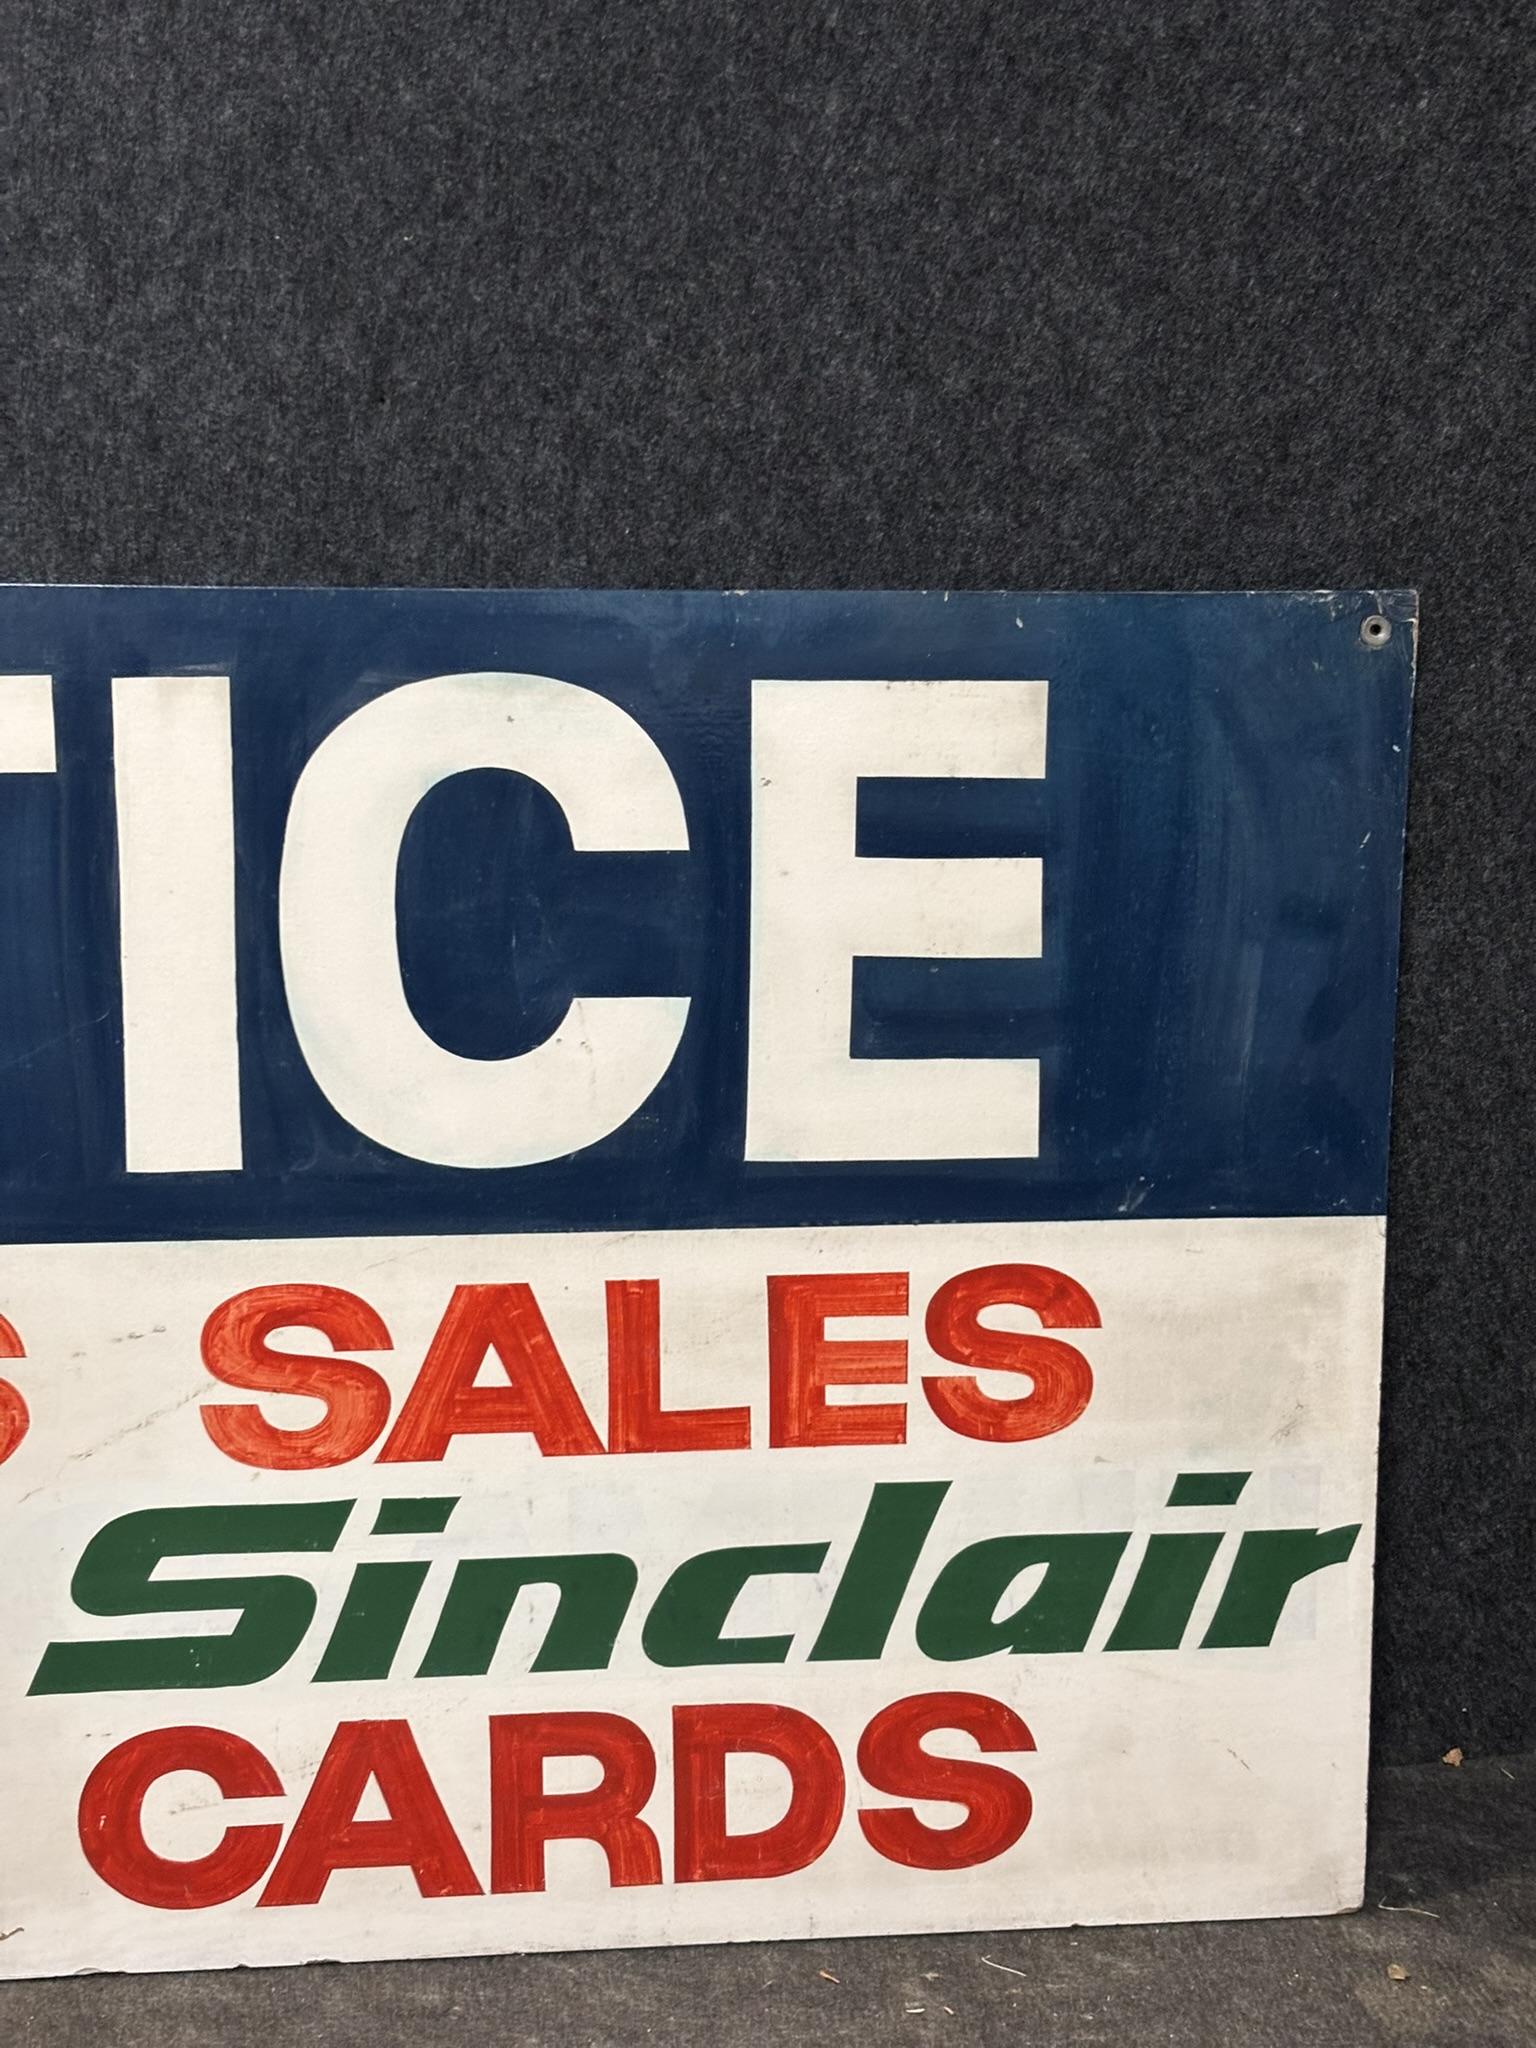 TICE
S SALES
Sinclair
CARDS